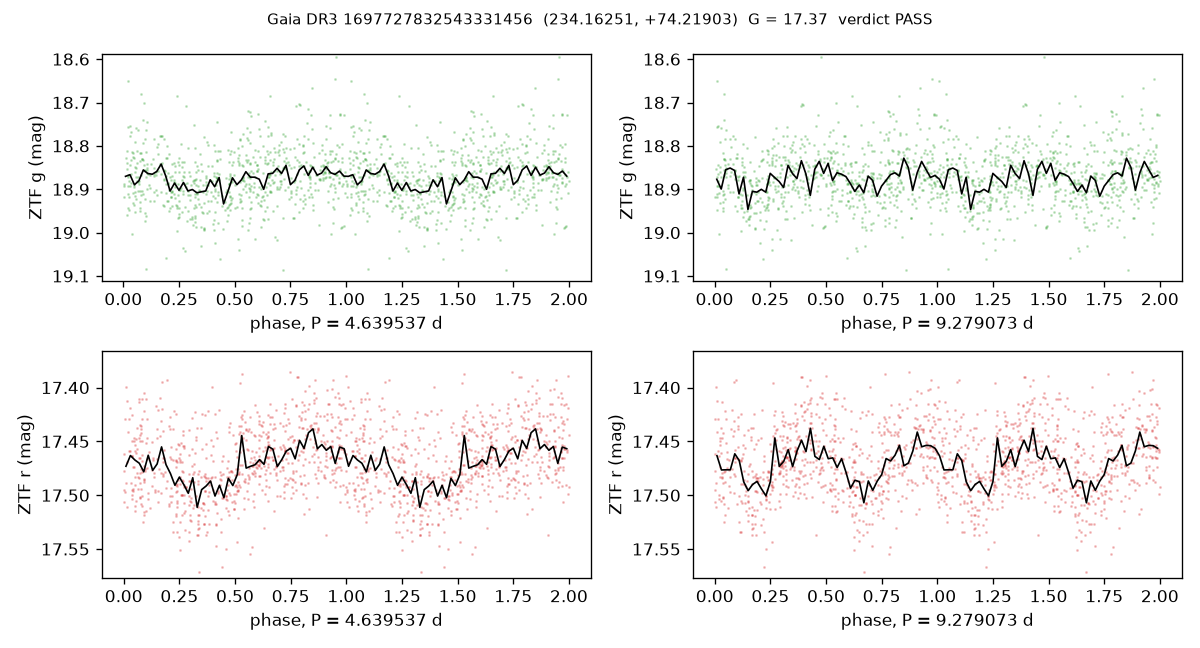 Gaia DR3 1697727832543331456 (234.16251, +74.21903) G = 17.37 verdict PASS
ZTF g (mag)
18.6
18.7
18.8
18.9
19.0
19.1
0.00 0.25 0.50 0.75 1.00 1.25 1.50 1.75 2.00
phase, P = 4.639537 d
ZTF g (mag)
18.6
18.7
18.8
18.9
19.0
19.1
0.00 0.25 0.50 0.75 1.00 1.25 1.50 1.75 2.00
phase, P = 9.279073 d
ZTF r (mag)
17.40
17.45
17.50
17.55
0.00 0.25 0.50 0.75 1.00 1.25 1.50 1.75 2.00
phase, P = 4.639537 d
ZTF r (mag)
17.40
17.45
17.50
17.55
0.00 0.25 0.50 0.75 1.00 1.25 1.50 1.75 2.00
phase, P = 9.279073 d